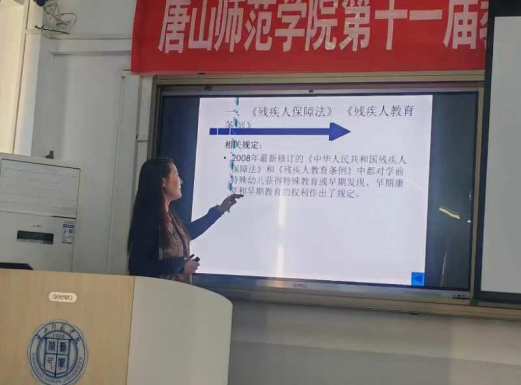 唐山师范学院第十一届
一、《残疾人保障法》《残疾人教育
条例》
相关规定：
• 2008年最新修订的《中华人民共和国残疾人
保障法》和《残疾人教育条例》中都对学前
特殊幼儿获得特殊教育或早期发现、早期康
复和早期教育的权利作出了规定。